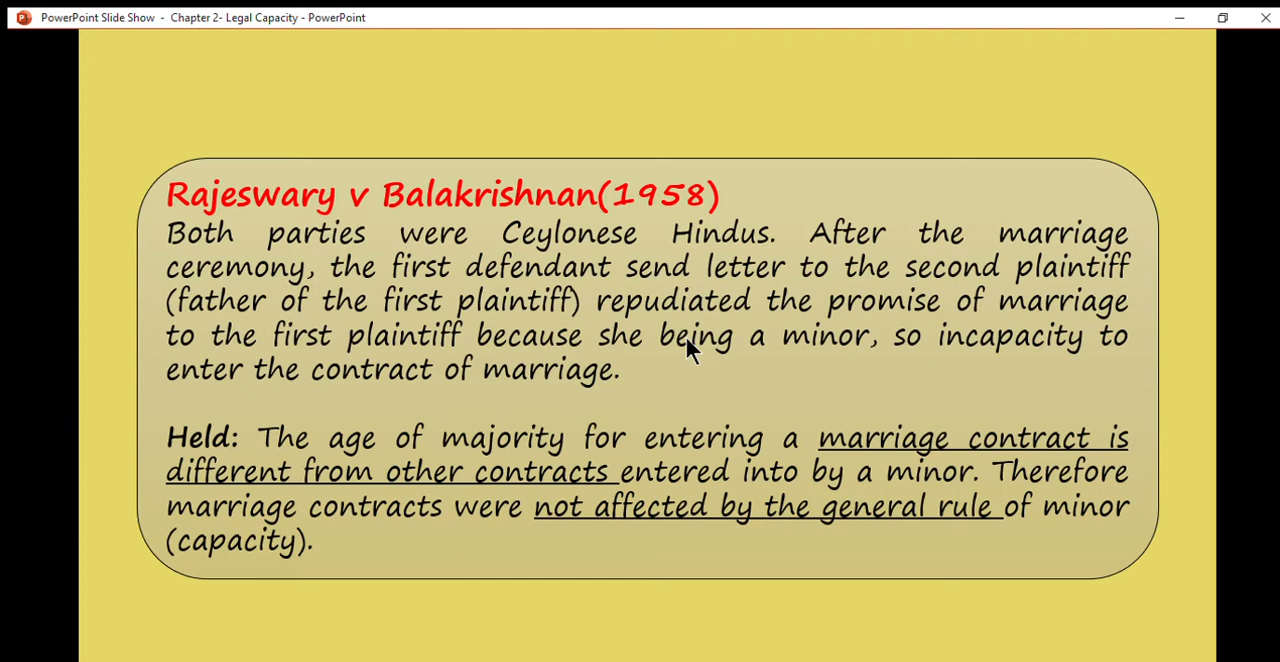 PowerPoint Slide Show - Chapter 2- Legal Capacity - PowerPoint
Rajeswary v Balakrishnan(1958)
Both parties were Ceylonese Hindus. After the marriage
ceremony, the first defendant send letter to the second plaintiff
(father of the first plaintiff) repudiated the promise of marriage
to the first plaintiff because she being a minor, so incapacity to
enter the contract of marriage.
Held: The age of majority for entering a marriage contract is
different from other contracts entered into by a minor. Therefore
marriage contracts were not affected by the general rule of minor
(capacity).